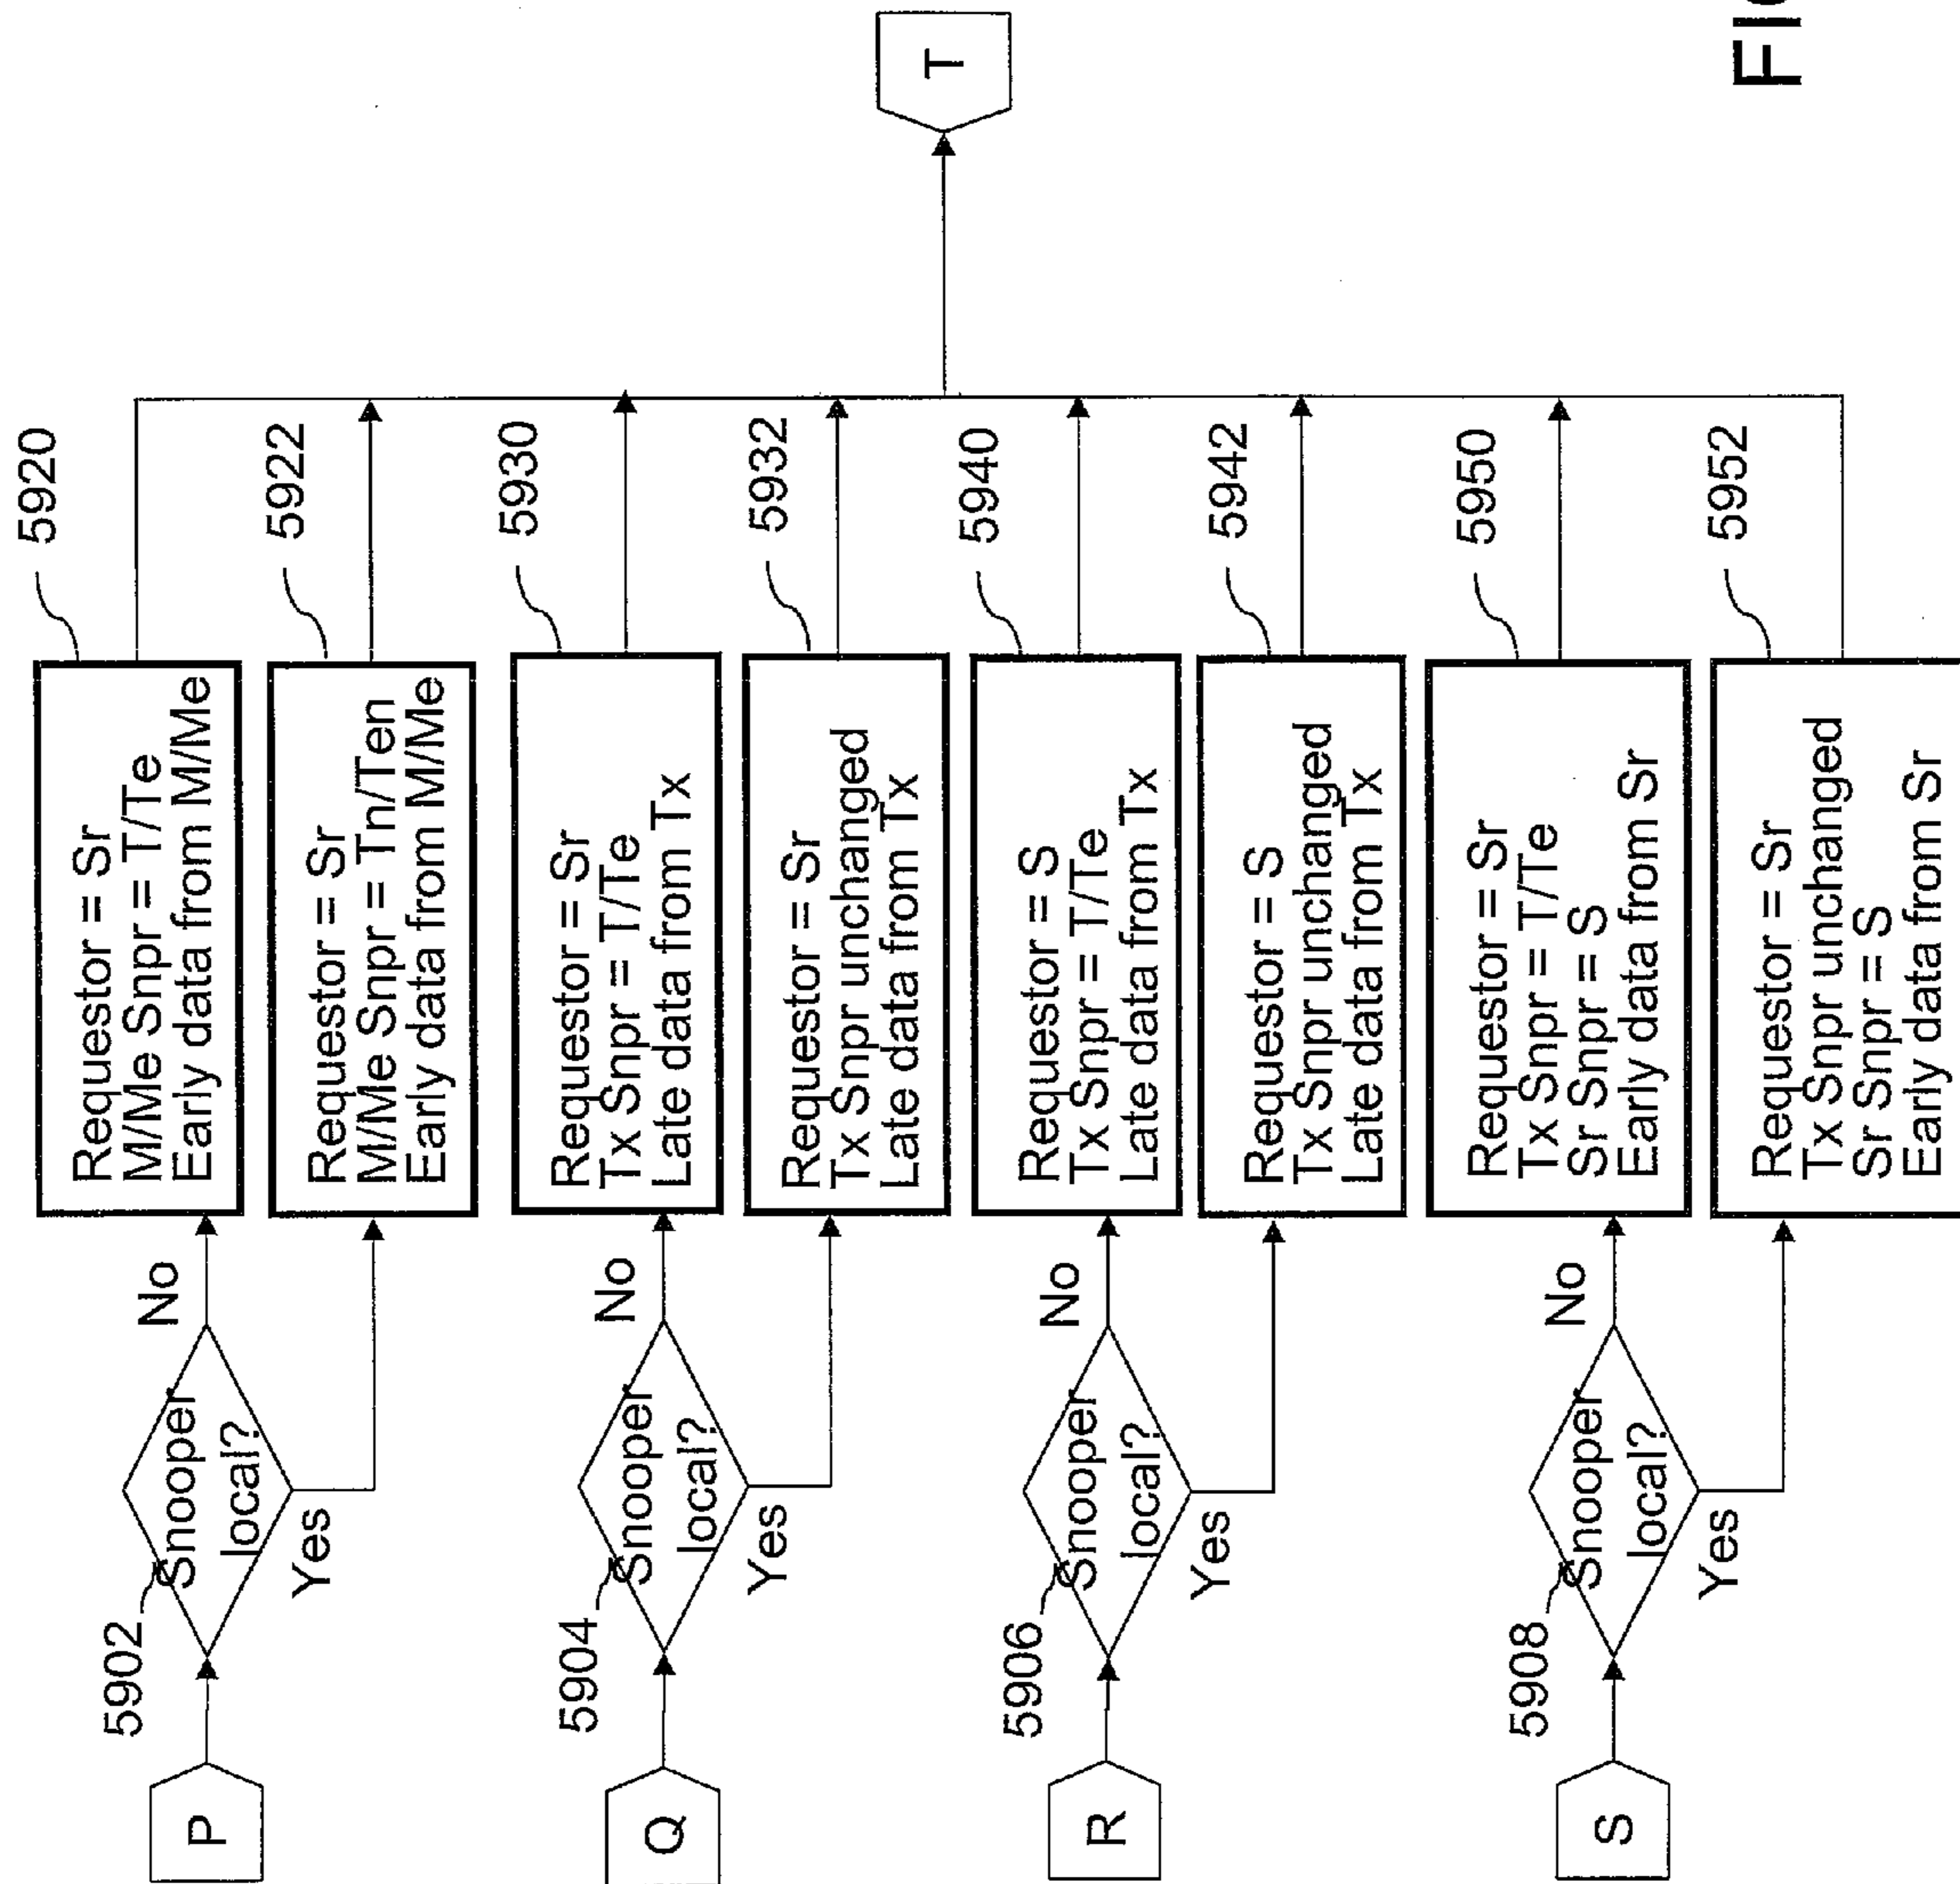 P
5902
Snooper
local?
No
Yes
5920
Requestor = Sr
M/Me Snpr = T/Te
Early data from M/Me
5922
Requestor = Sr
M/Me Snpr = Tn/Ten
Early data from M/Me
Q
5904
Snooper
local?
No
Yes
5930
Requestor = Sr
Tx Snpr = T/Te
Late data from Tx
5932
Requestor = Sr
Tx Snpr unchanged
Late data from Tx
R
5906
Snooper
local?
No
Yes
5940
Requestor = S
Tx Snpr = T/Te
Late data from Tx
5942
Requestor = S
Tx Snpr unchanged
Late data from Tx
S
5908
Snooper
local?
No
Yes
5950
Requestor = Sr
Tx Snpr = T/Te
Sr Snpr = S
Early data from Sr
5952
Requestor = Sr
Tx Snpr unchanged
Sr Snpr = S
Early data from Sr
T